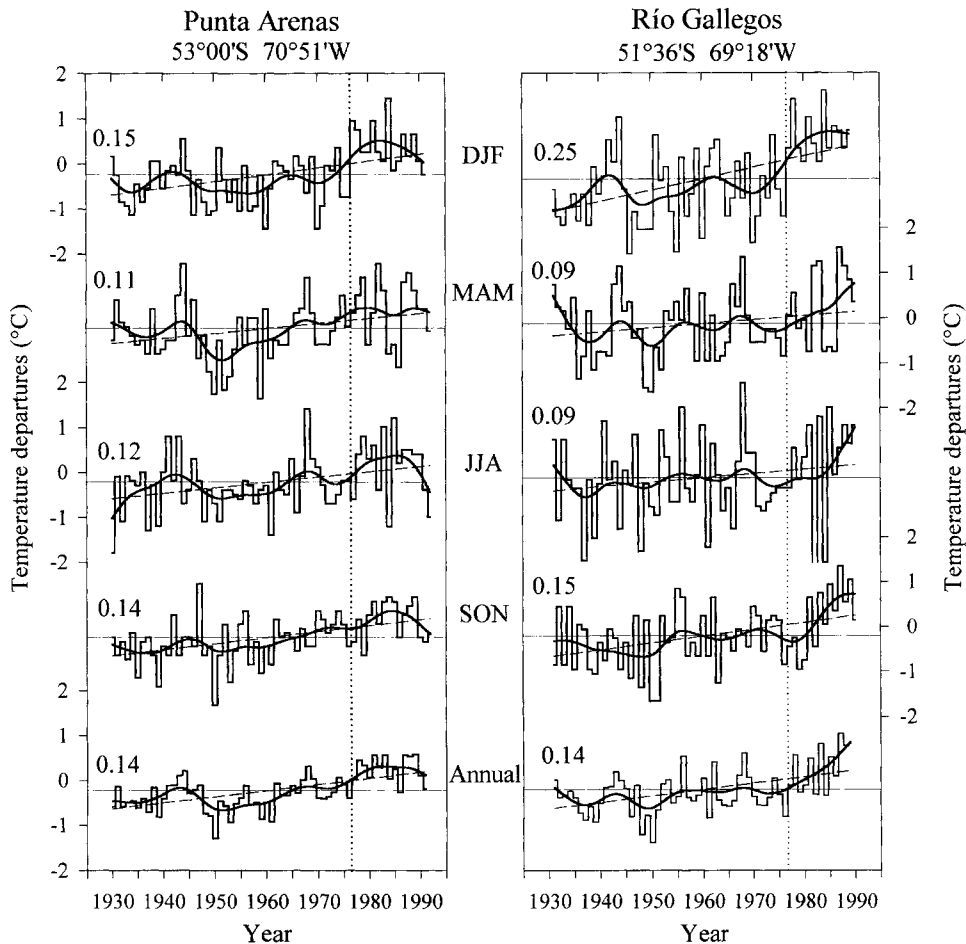 Punta Arenas
53°00'S 70°51'W
Río Gallegos
51°36'S 69°18'W
Temperature departures (°C)
2
1
0
-1
-2
2
1
0
-1
-2
2
1
0
-1
-2
0.15
0.11
0.12
0.14
0.14
DJF
MAM
JJA
SON
Annual
0.25
0.09
0.09
0.15
0.14
2
1
0
-1
-2
2
1
0
-1
-2
Temperature departures (°C)
1930 1940 1950 1960 1970 1980 1990
Year
1930 1940 1950 1960 1970 1980 1990
Year